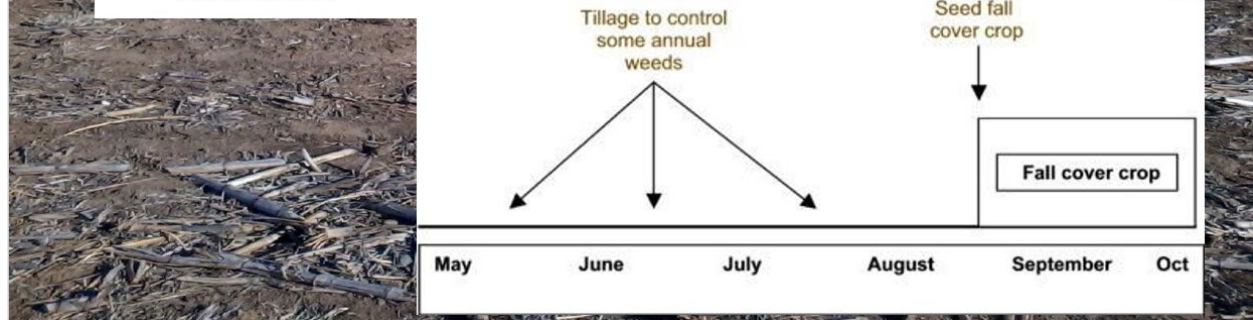 Tillage to control
some annual
weeds
Seed fall
cover crop
Fall cover crop
May June July August September Oct